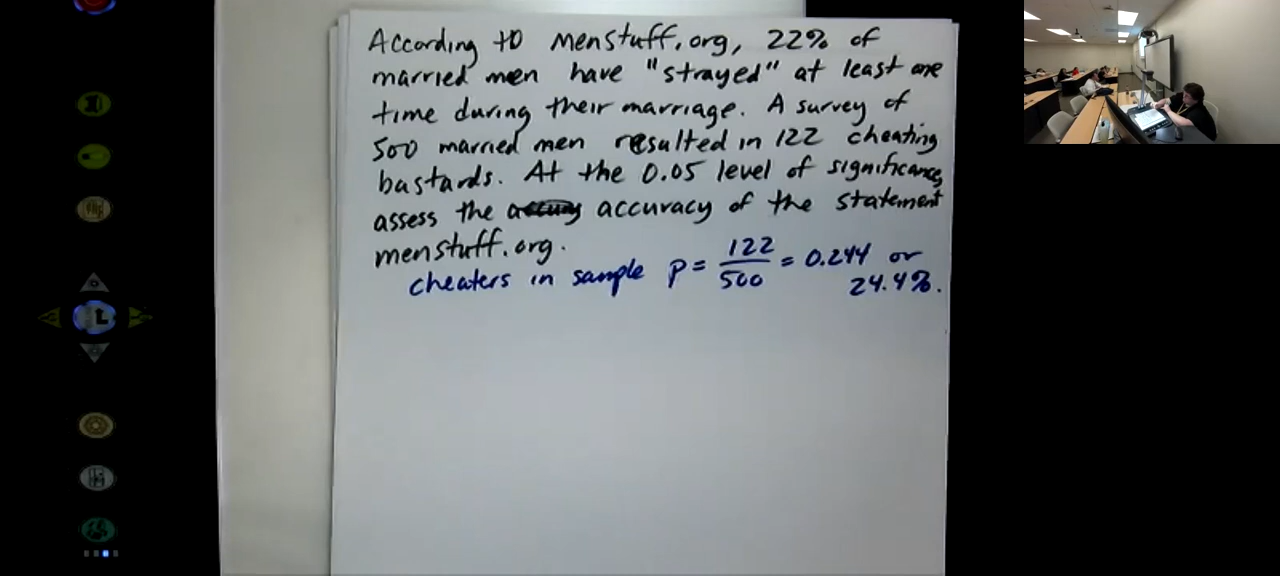 According to menstuff.org, 22% of
married men have "strayed" at least one
time during their marriage. A survey of
500 married men resulted in 122 cheating
bastards. At the 0.05 level of significance,
assess the accuracy of the statement
menstuff.org.
cheaters in sample p = 122/500 = 0.244 or
24.4%.